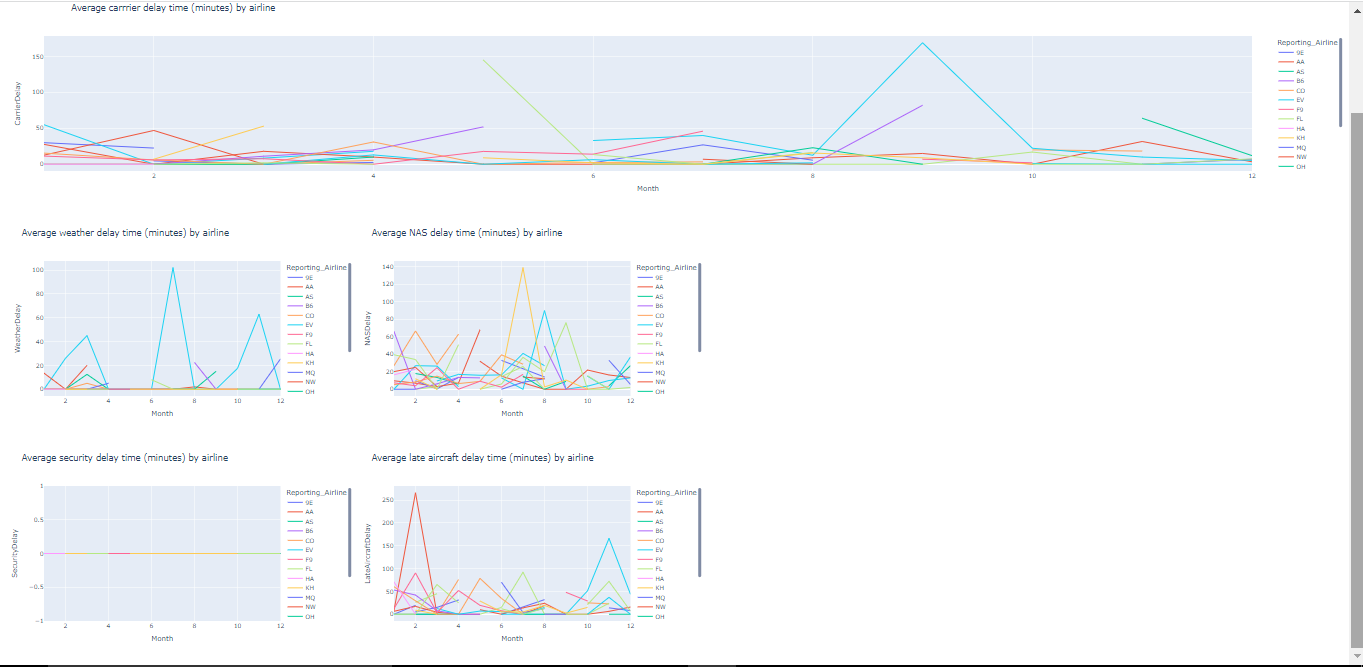 Average carrrier delay time (minutes) by airline
Reporting_Airline
9E
AA
AS
B6
CO
EV
F9
FL
HA
KH
MQ
NW
OH
CarrierDelay
150
100
50
0
2
4
6
8
10
12
Month
Average weather delay time (minutes) by airline
Reporting_Airline
9E
AA
AS
B6
CO
EV
F9
FL
HA
KH
MQ
NW
OH
WeatherDelay
100
80
60
40
20
0
2
4
6
8
10
12
Month
Average NAS delay time (minutes) by airline
Reporting_Airline
9E
AA
AS
B6
CO
EV
F9
FL
HA
KH
MQ
NW
OH
NASDelay
140
120
100
80
60
40
20
0
2
4
6
8
10
12
Month
Average security delay time (minutes) by airline
Reporting_Airline
9E
AA
AS
B6
CO
EV
F9
FL
HA
KH
MQ
NW
OH
SecurityDelay
1
0.5
0
−0.5
−1
2
4
6
8
10
12
Month
Average late aircraft delay time (minutes) by airline
Reporting_Airline
9E
AA
AS
B6
CO
EV
F9
FL
HA
KH
MQ
NW
OH
LateAircraftDelay
250
200
150
100
50
0
2
4
6
8
10
12
Month